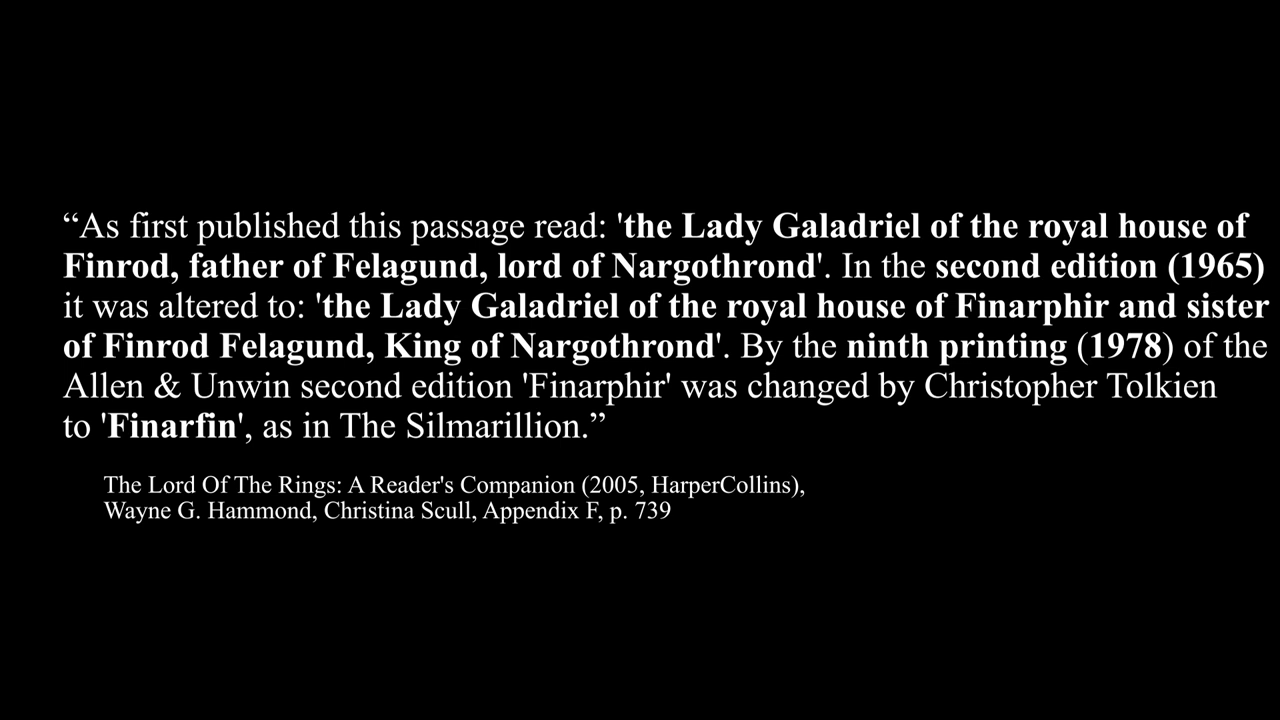 “As first published this passage read: 'the Lady Galadriel of the royal house of
Finrod, father of Felagund, lord of Nargothrond'. In the second edition (1965)
it was altered to: 'the Lady Galadriel of the royal house of Finarphir and sister
of Finrod Felagund, King of Nargothrond'. By the ninth printing (1978) of the
Allen & Unwin second edition 'Finarphir' was changed by Christopher Tolkien
to 'Finarfin', as in The Silmarillion.”
The Lord Of The Rings: A Reader's Companion (2005, HarperCollins),
Wayne G. Hammond, Christina Scull, Appendix F, p. 739